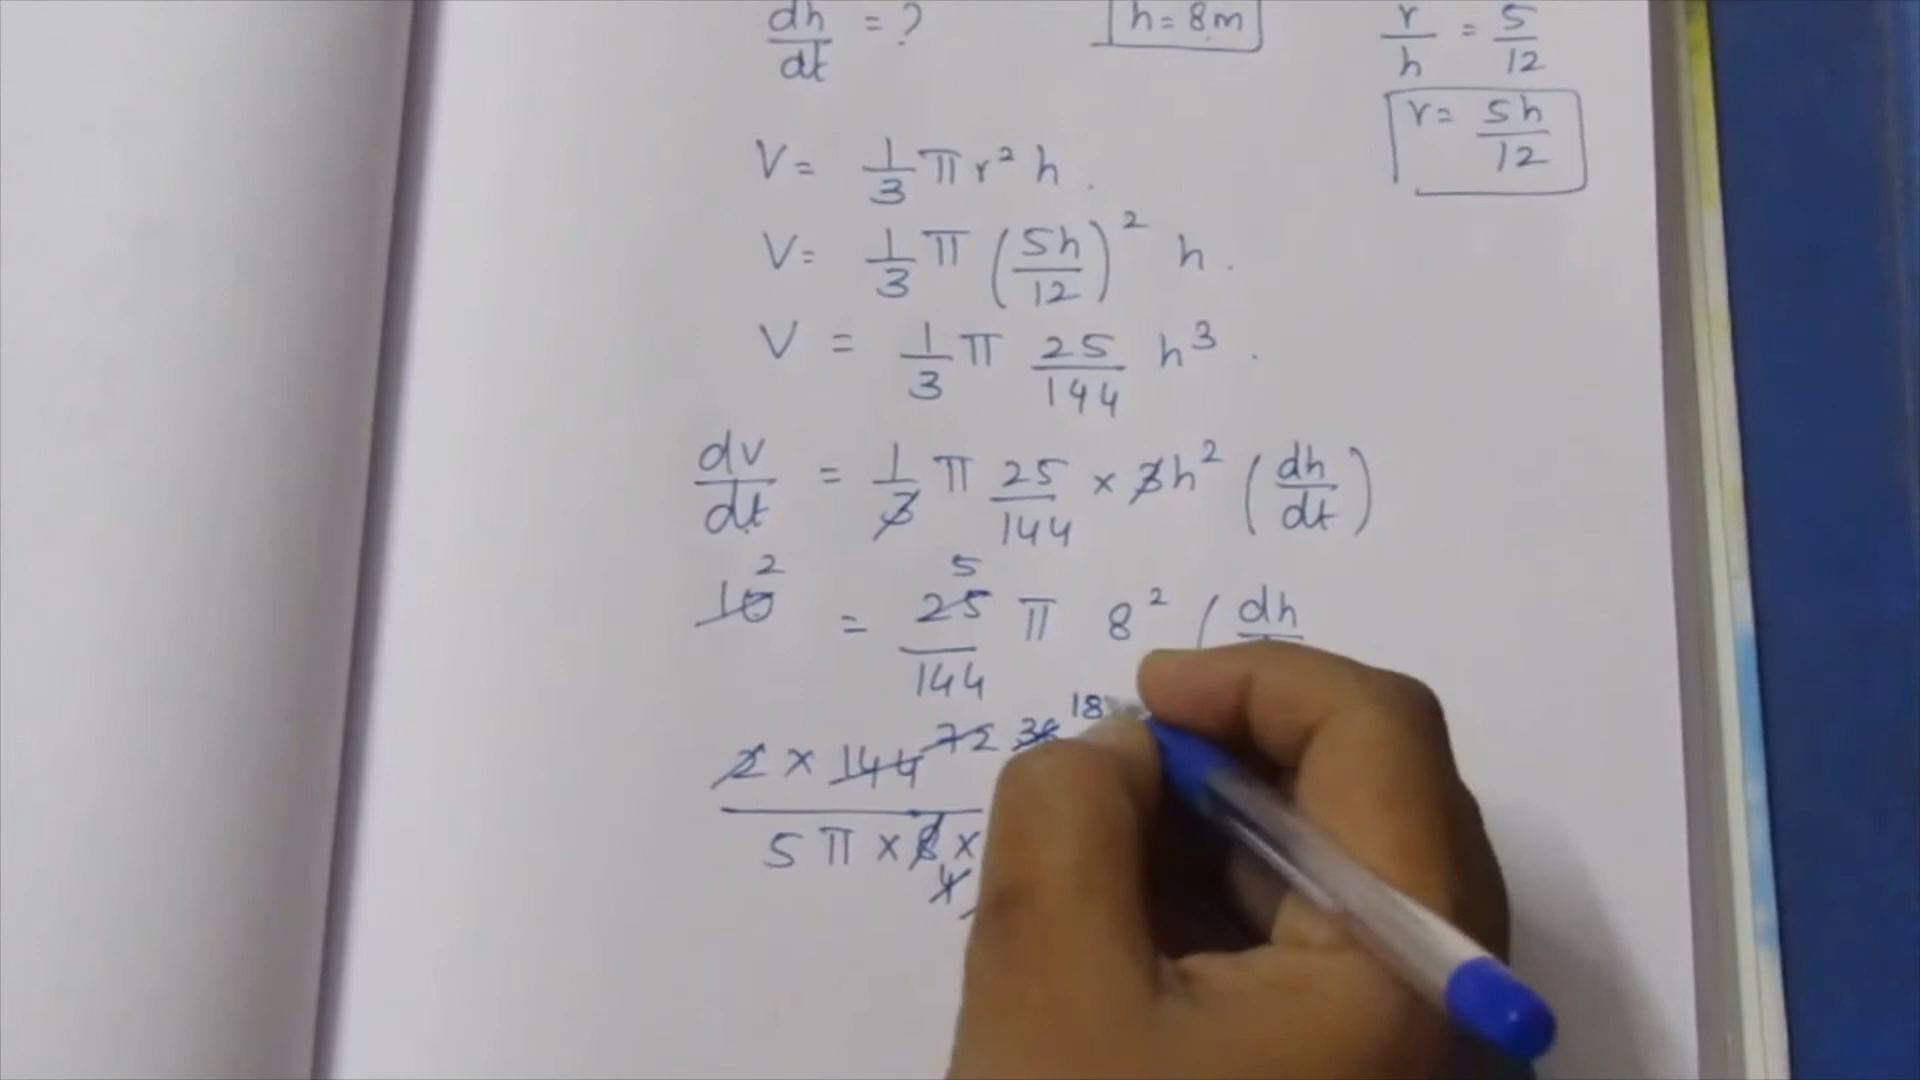 dh/dt = ?
h = 8m
r/h = 5/12
r = 5h/12
V = 1/3 π r² h .
V = 1/3 π (5h/12)² h .
V = 1/3 π 25/144 h³ .
dv/dt = 1/3 π 25/144 × 3h² (dh/dt)
10 2 = 25 5/144 π 8² (dh
2 × 144 72 36 18
5 π × 8 ×
4